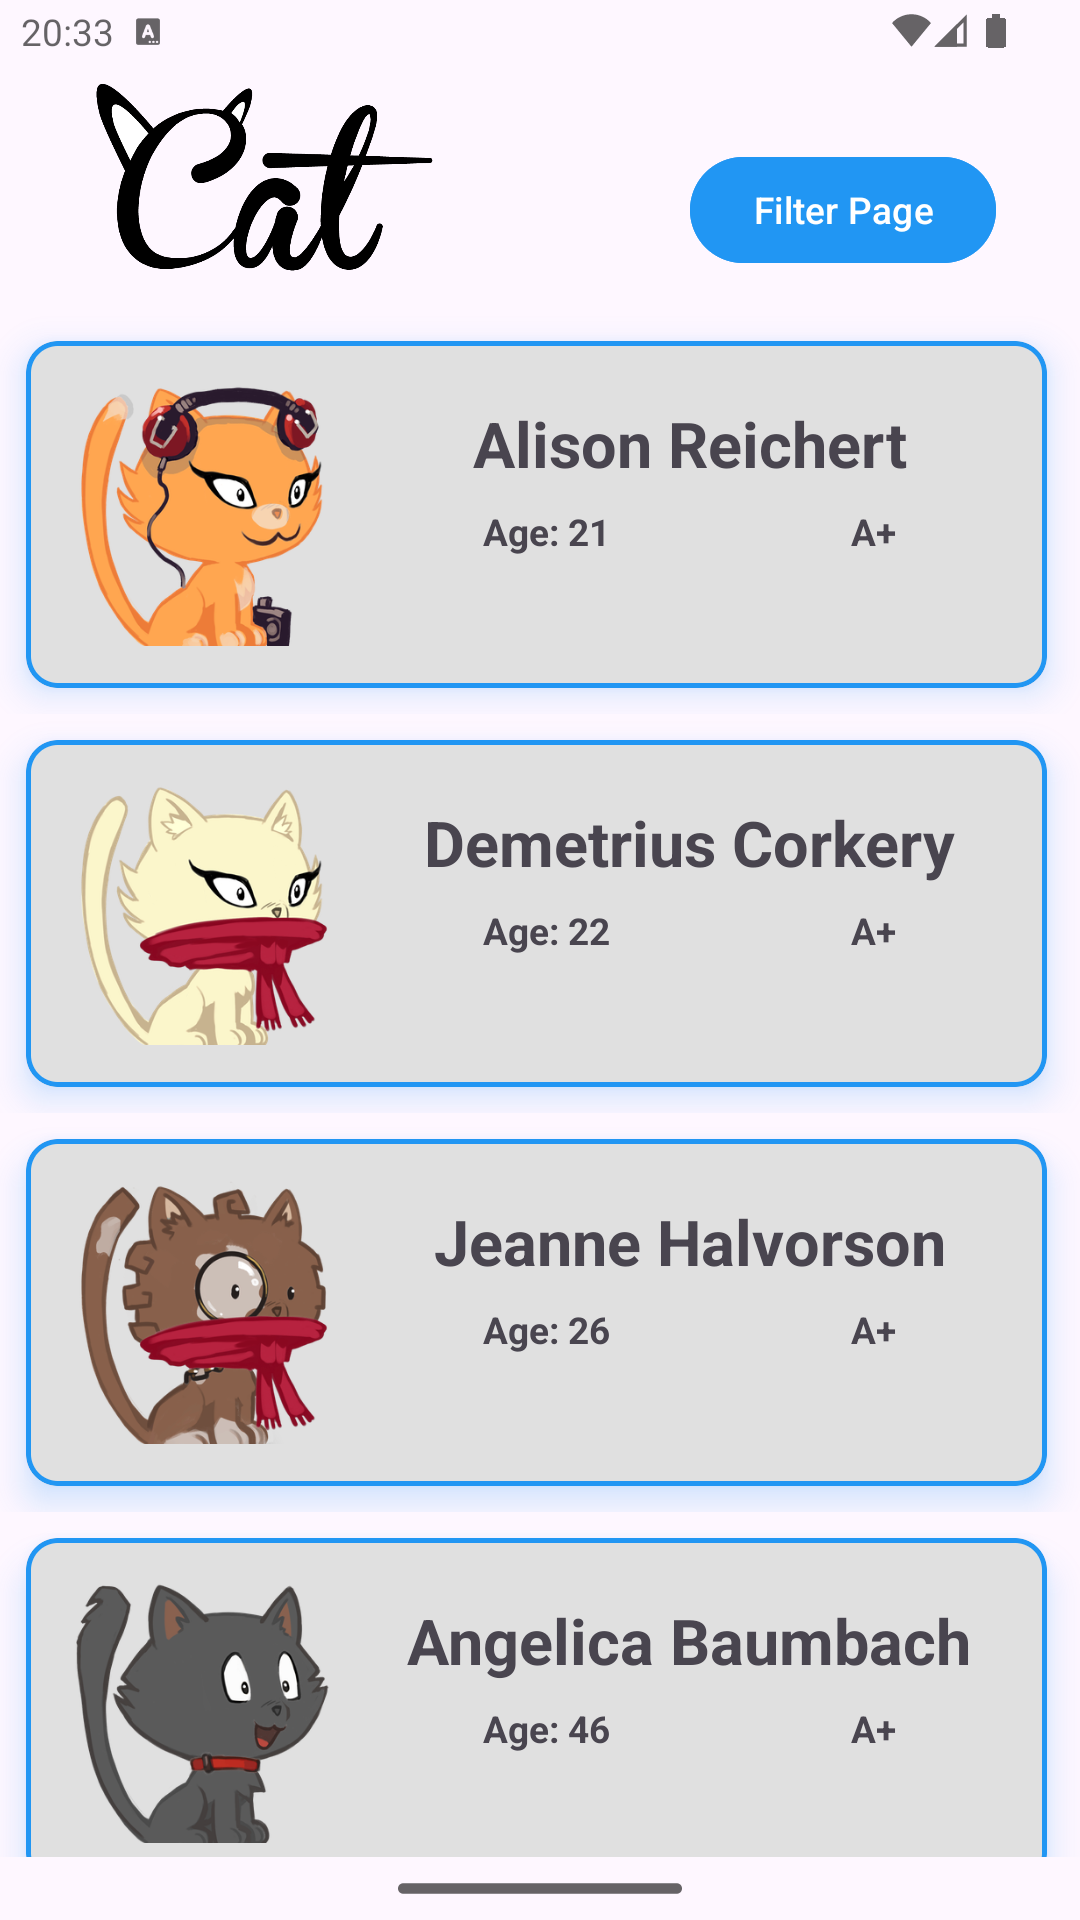 20:33
Cat
Filter Page
Alison Reichert
Age: 21 A+
Demetrius Corkery
Age: 22 A+
Jeanne Halvorson
Age: 26 A+
Angelica Baumbach
Age: 46 A+